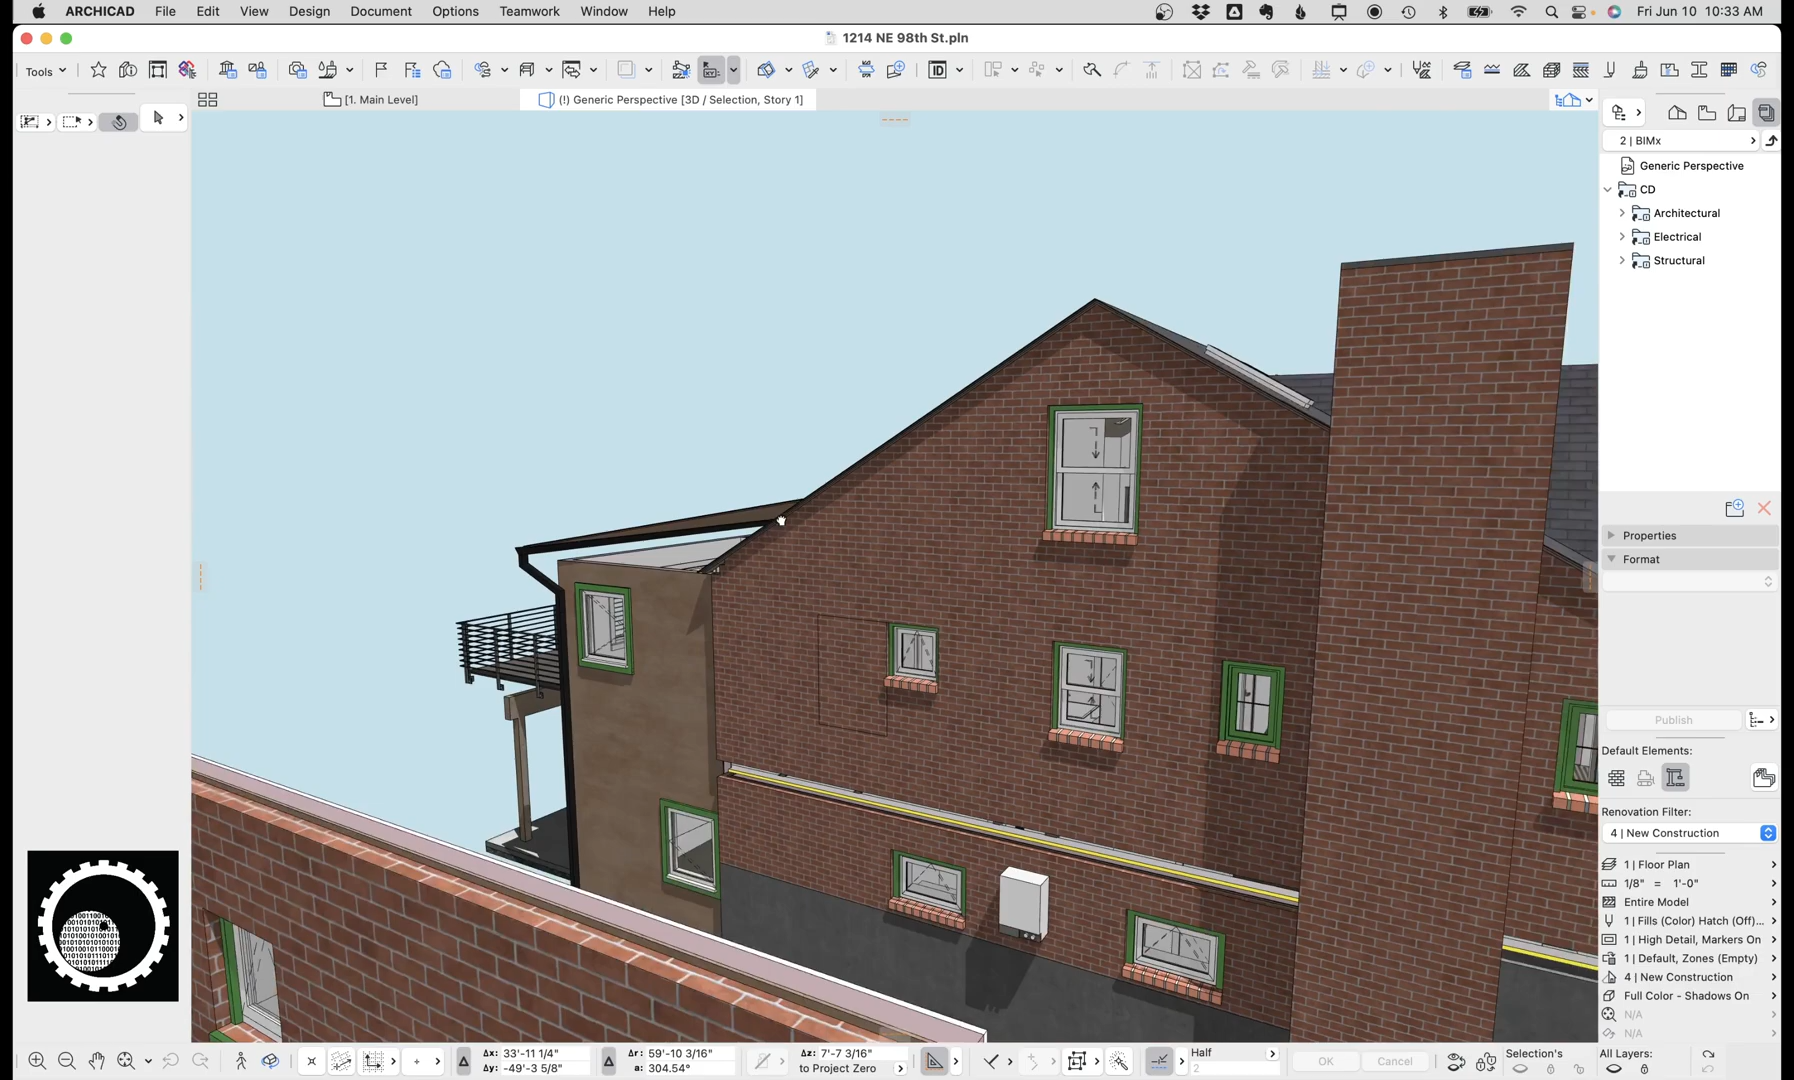 ARCHICAD File Edit View Design Document Options Teamwork Window Help Fri Jun 10 10:33 AM
1214 NE 98th St.pln
Tools
[1. Main Level] (!) Generic Perspective [3D / Selection, Story 1]
2 | BIMx
Generic Perspective
CD
Architectural
Electrical
Structural
Properties
Format
Publish
Default Elements:
Renovation Filter:
4 | New Construction
1 | Floor Plan
1/8" = 1'-0"
Entire Model
1 | Fills (Color) Hatch (Off)...
1 | High Detail, Markers On
1 | Default, Zones (Empty)
4 | New Construction
Full Color - Shadows On
N/A
N/A
Δx: 33'-11 1/4" Δr: 59'-10 3/16" Δz: 7'-7 3/16" Half Selection's All Layers:
Δy: -49'-3 5/8" a: 304.54° to Project Zero 2 OK Cancel